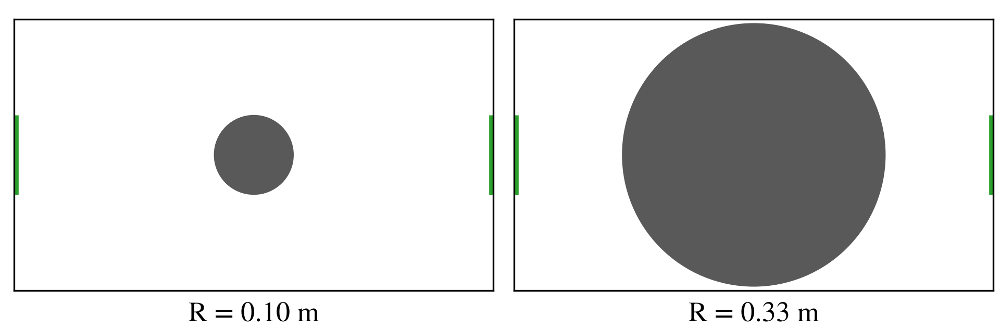 R = 0.10 m
R = 0.33 m